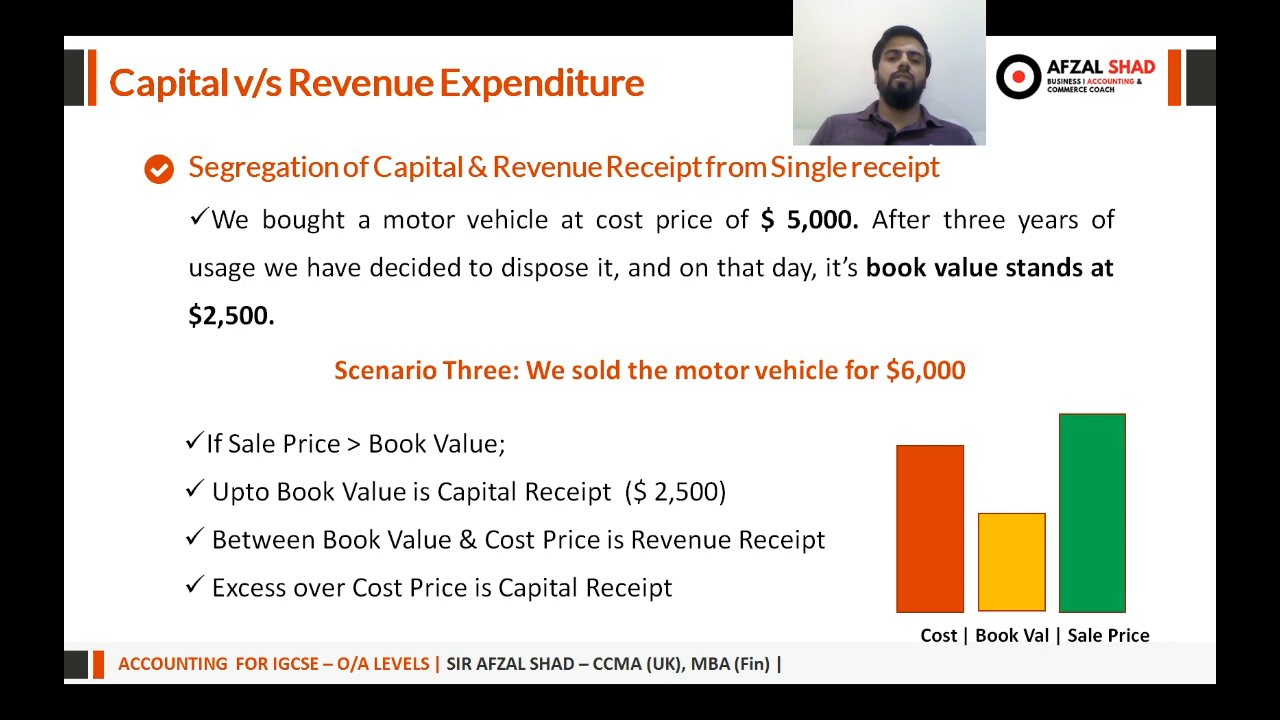 Capital v/s Revenue Expenditure
AFZAL SHAD
BUSINESS I ACCOUNTING &
COMMERCE COACH
Segregation of Capital & Revenue Receipt from Single receipt
✓We bought a motor vehicle at cost price of $ 5,000. After three years of
usage we have decided to dispose it, and on that day, it’s book value stands at
$2,500.
Scenario Three: We sold the motor vehicle for $6,000
✓If Sale Price > Book Value;
✓ Upto Book Value is Capital Receipt ($ 2,500)
✓ Between Book Value & Cost Price is Revenue Receipt
✓ Excess over Cost Price is Capital Receipt
Cost | Book Val | Sale Price
ACCOUNTING FOR IGCSE – O/A LEVELS | SIR AFZAL SHAD – CCMA (UK), MBA (Fin) |